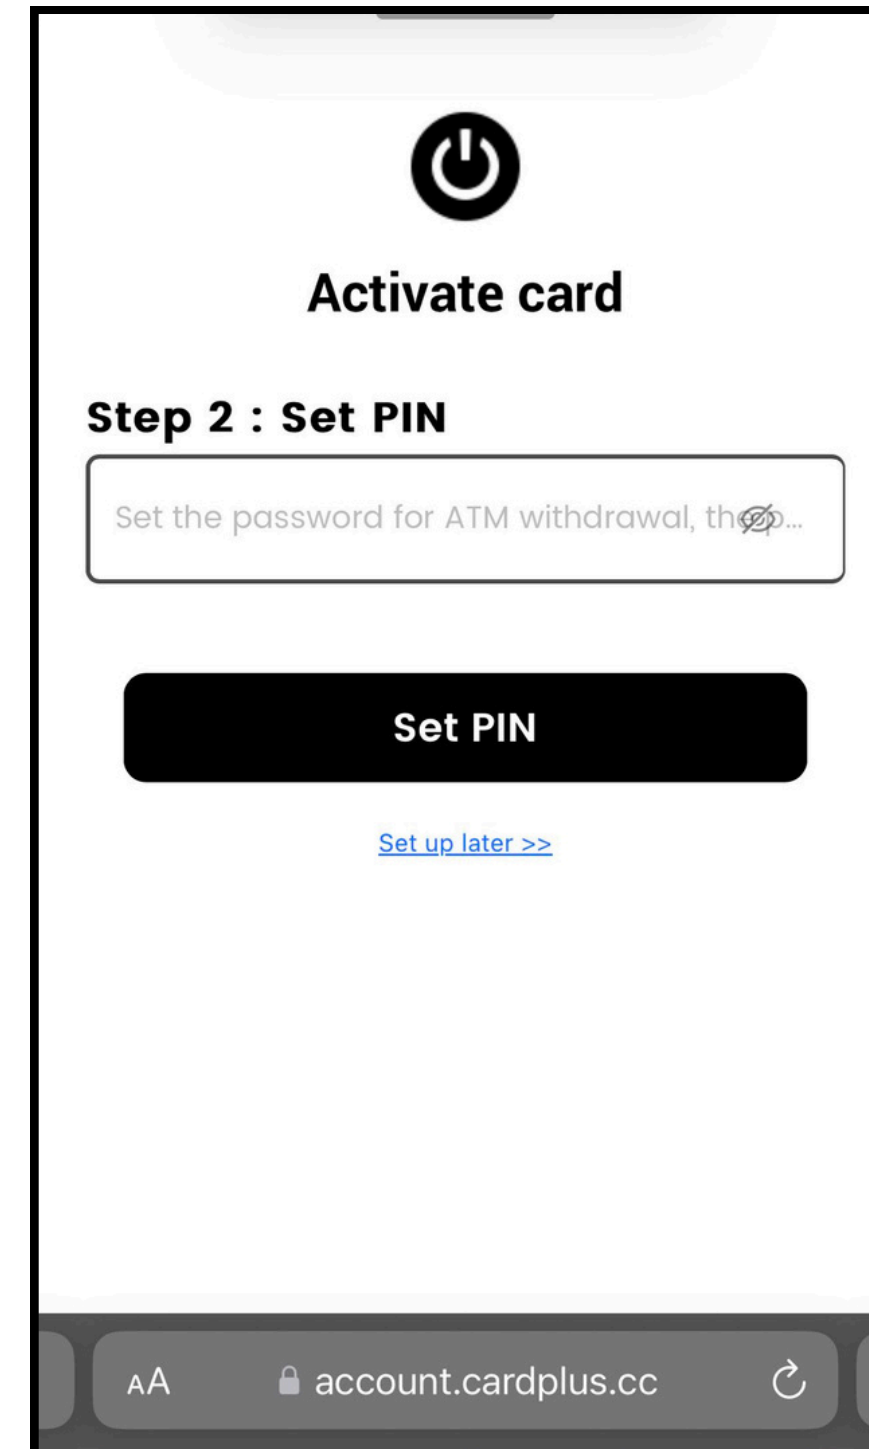 Activate card
Step 2 : Set PIN
Set the password for ATM withdrawal, the p...
Set PIN
Set up later >>
AA
account.cardplus.cc